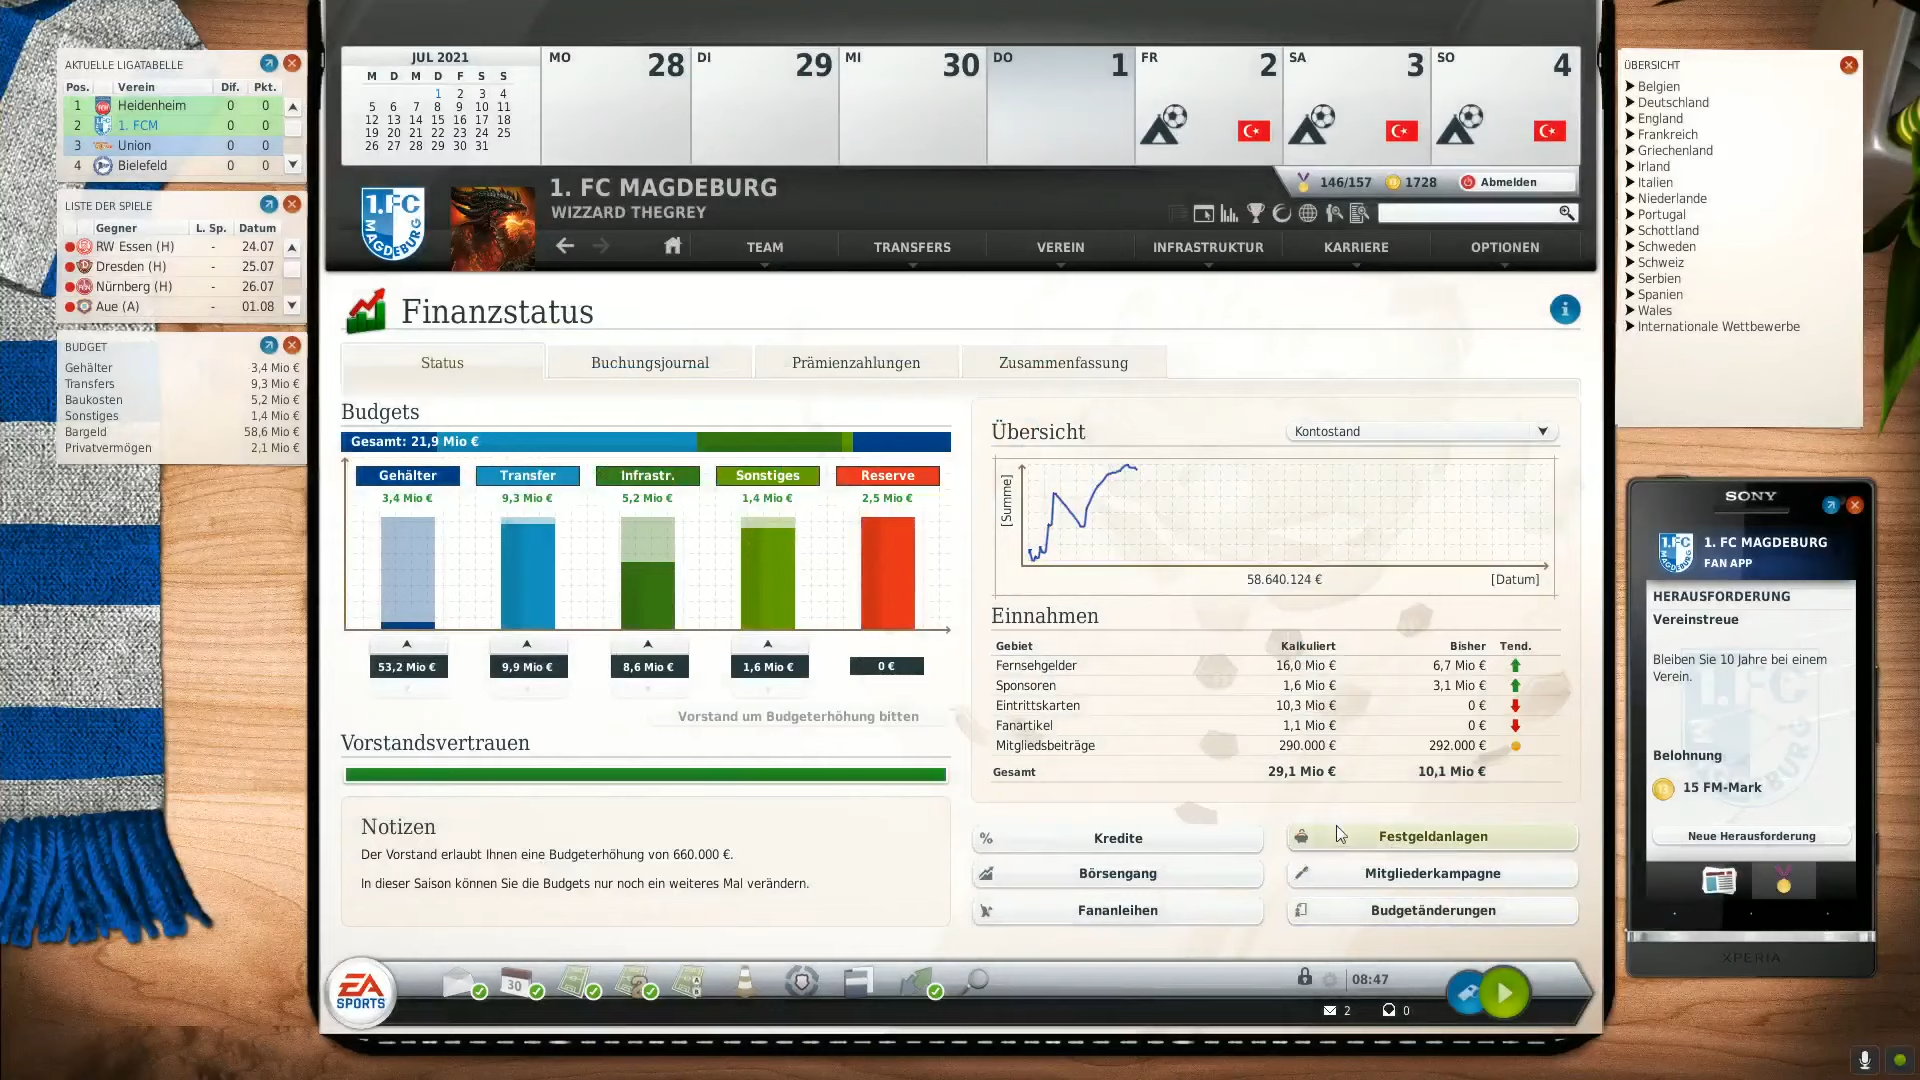 AKTUELLE LIGATABELLE
Pos. Verein Dif. Pkt.
1 Heidenheim 0 0
2 1. FCM 0 0
3 Union 0 0
4 Bielefeld 0 0
LISTE DER SPIELE
Gegner L. Sp. Datum
RW Essen (H) - 24.07
Dresden (H) - 25.07
Nürnberg (H) - 26.07
Aue (A) - 01.08
BUDGET
Gehälter 3,4 Mio €
Transfers 9,3 Mio €
Baukosten 5,2 Mio €
Sonstiges 1,4 Mio €
Bargeld 58,6 Mio €
Privatvermögen 2,1 Mio €
JUL 2021
M D M D F S S
1 2 3 4
5 6 7 8 9 10 11
12 13 14 15 16 17 18
19 20 21 22 23 24 25
26 27 28 29 30 31
MO 28 DI 29 MI 30 DO 1 FR 2 SA 3 SO 4
146/157 1728 Abmelden
1. FC MAGDEBURG
WIZZARD THEGREY
1.FC MAGDEBURG
TEAM TRANSFERS VEREIN INFRASTRUKTUR KARRIERE OPTIONEN
Finanzstatus
Status Buchungsjournal Prämienzahlungen Zusammenfassung
Budgets
Gesamt: 21,9 Mio €
Gehälter Transfer Infrastr. Sonstiges Reserve
3,4 Mio € 9,3 Mio € 5,2 Mio € 1,4 Mio € 2,5 Mio €
53,2 Mio € 9,9 Mio € 8,6 Mio € 1,6 Mio € 0 €
Vorstand um Budgeterhöhung bitten
Vorstandsvertrauen
Notizen
Der Vorstand erlaubt Ihnen eine Budgeterhöhung von 660.000 €.
In dieser Saison können Sie die Budgets nur noch ein weiteres Mal verändern.
Übersicht Kontostand
[Summe]
58.640.124 € [Datum]
Einnahmen
Gebiet Kalkuliert Bisher Tend.
Fernsehgelder 16,0 Mio € 6,7 Mio €
Sponsoren 1,6 Mio € 3,1 Mio €
Eintrittskarten 10,3 Mio € 0 €
Fanartikel 1,1 Mio € 0 €
Mitgliedsbeiträge 290.000 € 292.000 €
Gesamt 29,1 Mio € 10,1 Mio €
Kredite Festgeldanlagen
Börsengang Mitgliederkampagne
Fananleihen Budgetänderungen
EA SPORTS
30
08:47
2 0
ÜBERSICHT
Belgien
Deutschland
England
Frankreich
Griechenland
Irland
Italien
Niederlande
Portugal
Schottland
Schweden
Schweiz
Serbien
Spanien
Wales
Internationale Wettbewerbe
SONY
1. FC MAGDEBURG
FAN APP
HERAUSFORDERUNG
Vereinstreue
Bleiben Sie 10 Jahre bei einem
Verein.
Belohnung
15 FM-Mark
Neue Herausforderung
XPERIA